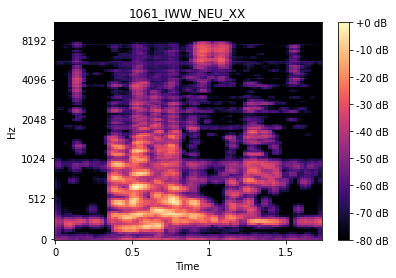 1061_IWW_NEU_XX
8192
4096
2048
1024
512
0
Hz
0
0.5
1
1.5
Time
+0 dB
-10 dB
-20 dB
-30 dB
-40 dB
-50 dB
-60 dB
-70 dB
-80 dB